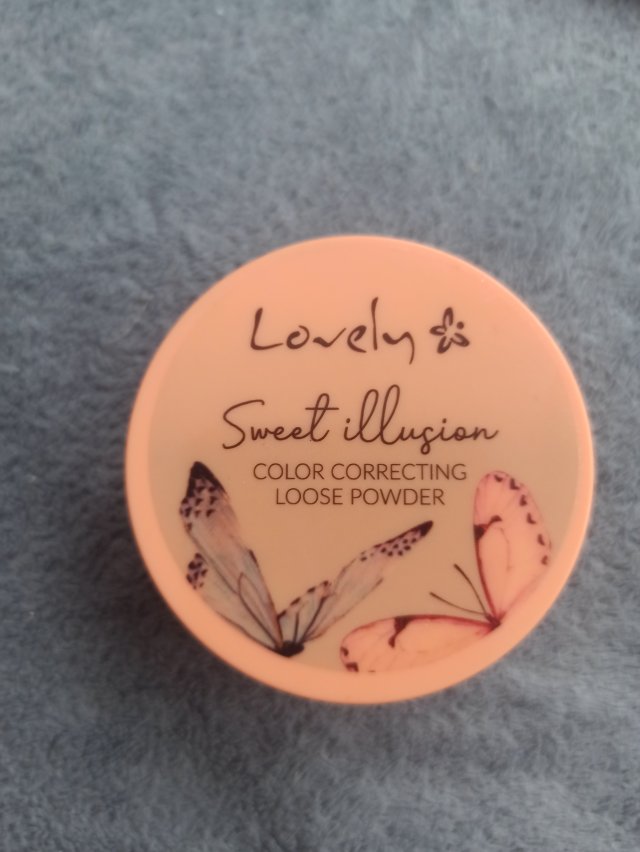 Lovely
Sweet illusion
COLOR CORRECTING
LOOSE POWDER